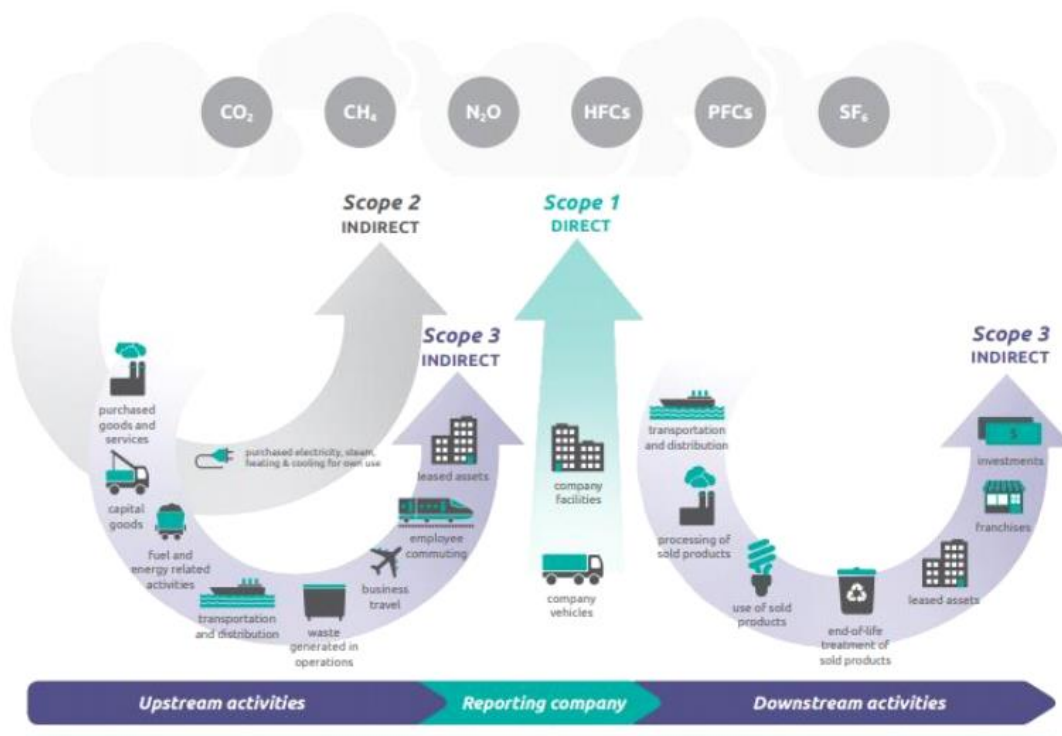 CO₂
CH₄
N₂O
HFCs
PFCs
SF₆
Scope 2
INDIRECT
Scope 1
DIRECT
Scope 3
INDIRECT
Scope 3
INDIRECT
purchased
goods and
services
capital
goods
fuel and
energy related
activities
transportation
and distribution
waste
generated in
operations
business
travel
employee
commuting
leased assets
purchased electricity, steam,
heating & cooling for own use
company
facilities
company
vehicles
transportation
and distribution
processing of
sold products
use of sold
products
end-of-life
treatment of
sold products
leased assets
franchises
$
investments
Upstream activities
Reporting company
Downstream activities